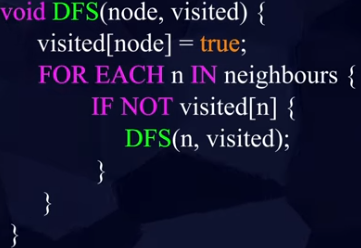 void DFS(node, visited) {
visited[node] = true;
FOR EACH n IN neighbours {
IF NOT visited[n] {
DFS(n, visited);
}
}
}